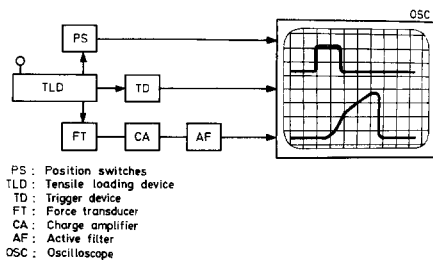 OSC
PS
TLD
TD
FT
CA
AF
PS : Position switches
TLD : Tensile loading device
TD : Trigger device
FT : Force transducer
CA : Charge amplifier
AF : Active filter
OSC : Oscilloscope